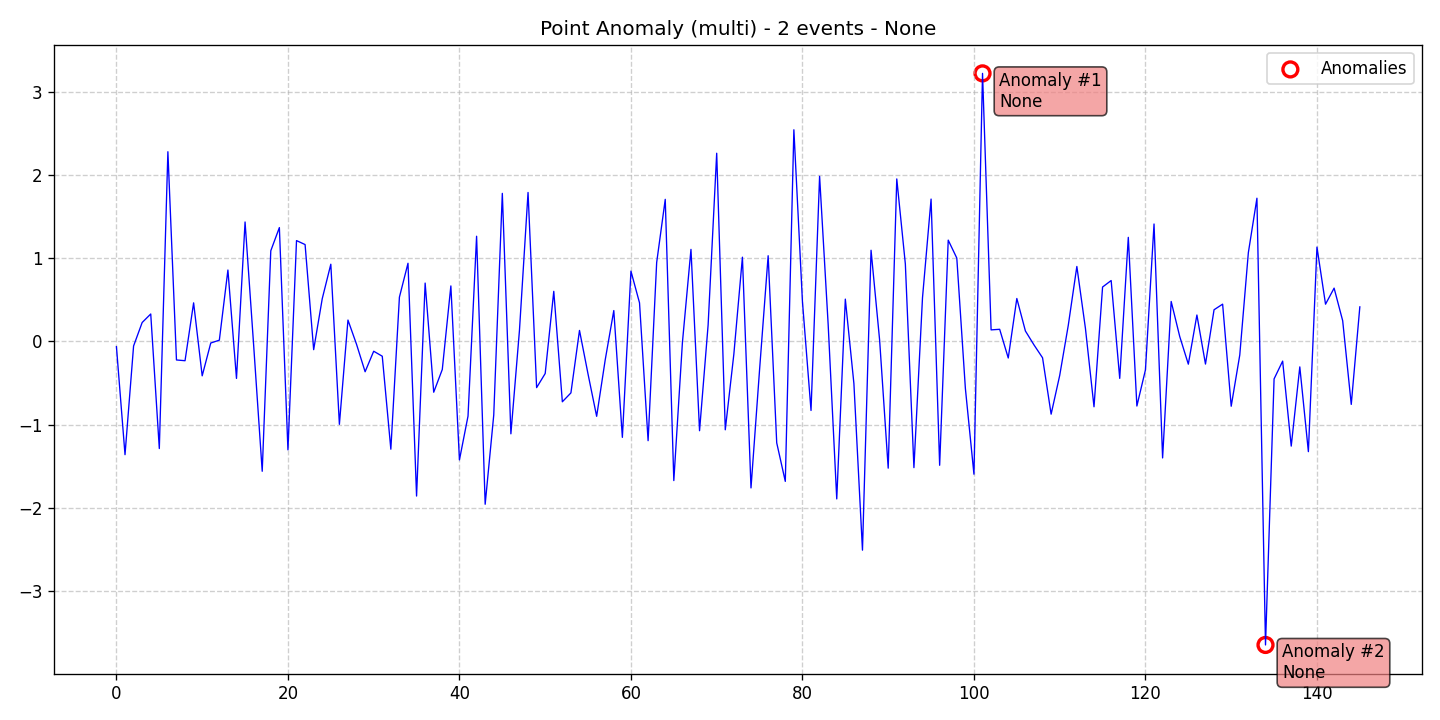 Point Anomaly (multi) - 2 events - None
Anomalies
Anomaly #1
None
Anomaly #2
None
3
2
1
0
−1
−2
−3
0
20
40
60
80
100
120
140